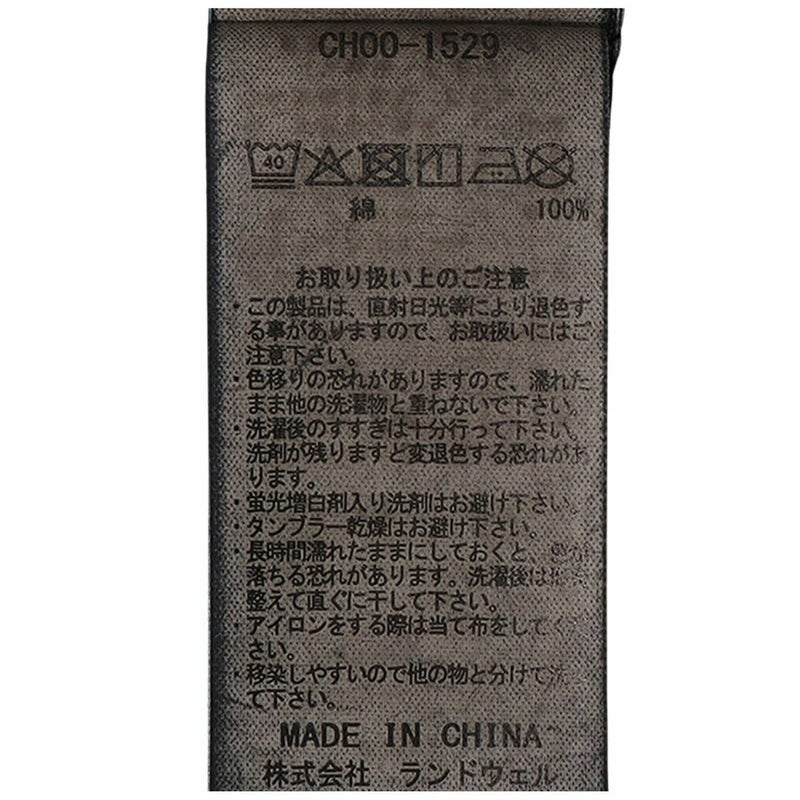 CH00-1529
40
綿 100%
お取り扱い上のご注意
・この製品は、直射日光等により退色す
る事がありますので、お取扱いにはご
注意下さい。
・色移りの恐れがありますので、濡れた
まま他の洗濯物と重ねないで下さい。
・洗濯後のすすぎは十分行って下さい。
洗剤が残りますと変退色する恐れがあ
ります。
・蛍光増白剤入り洗剤はお避け下さい。
・タンブラー乾燥はお避け下さい。
・長時間濡れたままにしておくと、
落ちる恐れがあります。洗濯後は
整えて直ぐに干して下さい。
・アイロンをする際は当て布をしてくだ
さい。
・移染しやすいので他の物と分けて洗っ
て下さい。
MADE IN CHINA
株式会社 ランドウェル